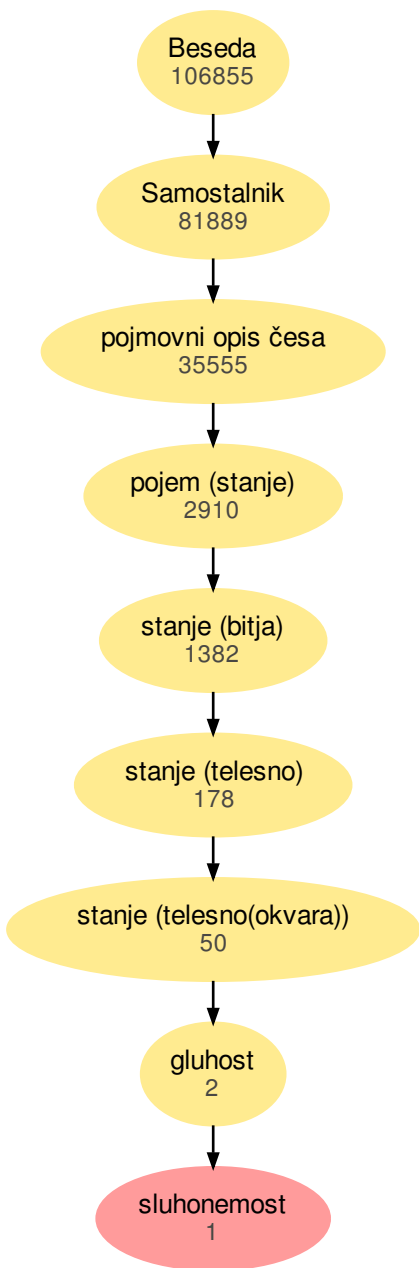 Beseda
106855
Samostalnik
81889
pojmovni opis česa
35555
pojem (stanje)
2910
stanje (bitja)
1382
stanje (telesno)
178
stanje (telesno(okvara))
50
gluhost
2
sluhonemost
1